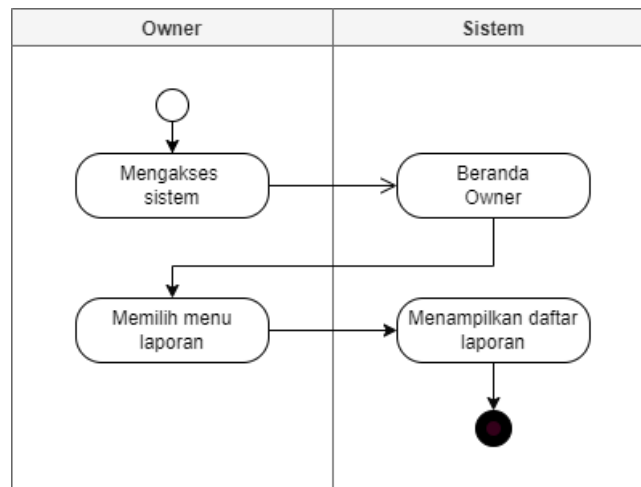 Owner
Sistem
Mengakses
sistem
Beranda
Owner
Memilih menu
laporan
Menampilkan daftar
laporan